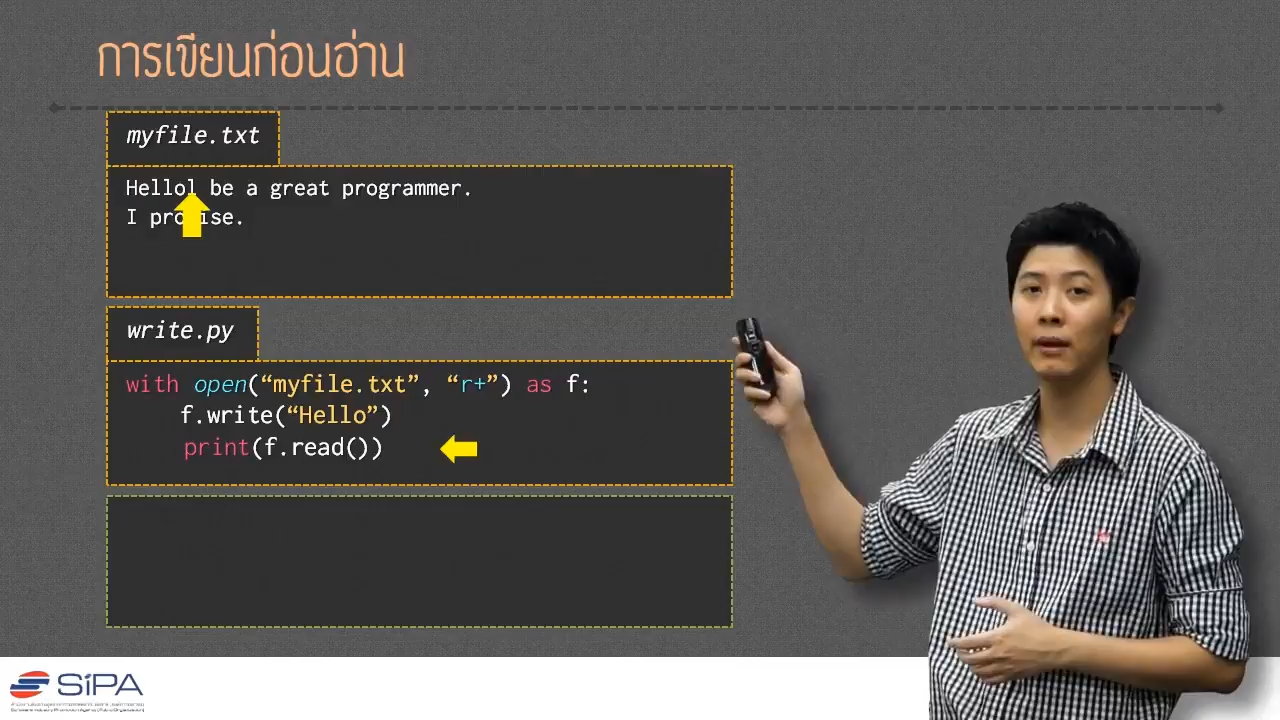 การเขียนก่อนอ่าน
myfile.txt
Hellol be a great programmer.
I promise.
write.py
with open(“myfile.txt”, “r+”) as f:
f.write(“Hello”)
print(f.read())
SiPA